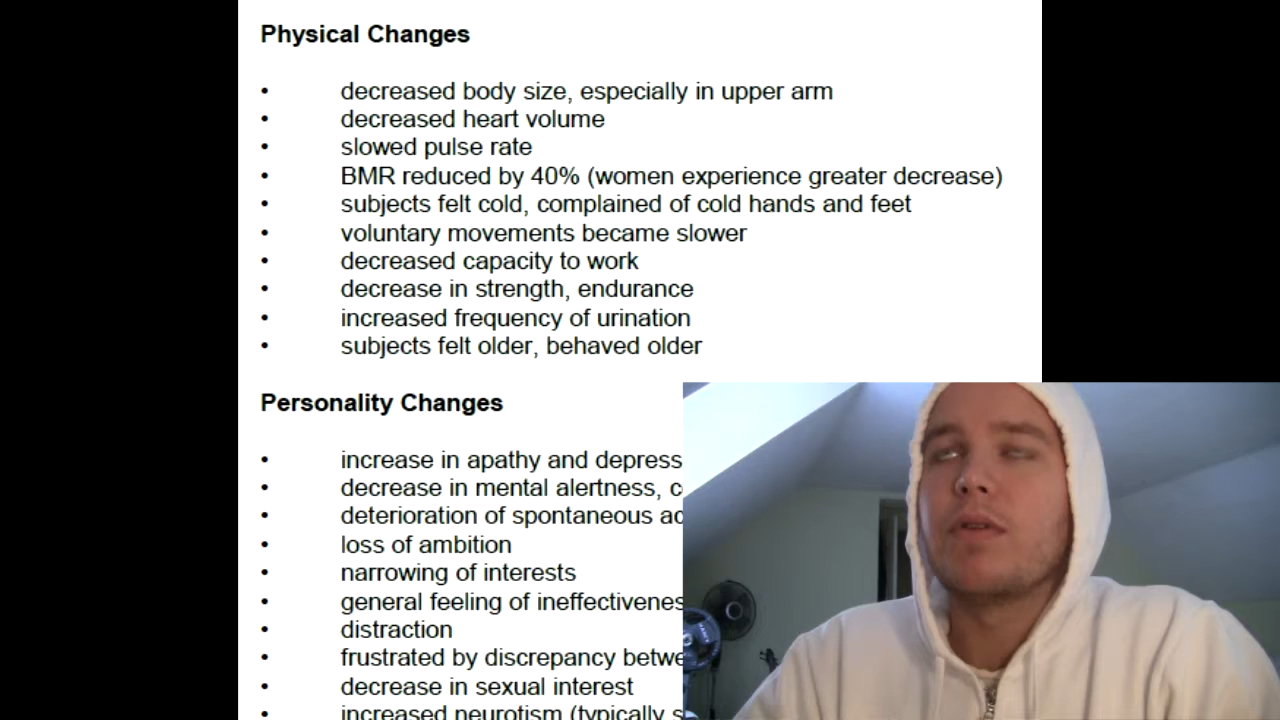 Physical Changes
• decreased body size, especially in upper arm
• decreased heart volume
• slowed pulse rate
• BMR reduced by 40% (women experience greater decrease)
• subjects felt cold, complained of cold hands and feet
• voluntary movements became slower
• decreased capacity to work
• decrease in strength, endurance
• increased frequency of urination
• subjects felt older, behaved older
Personality Changes
• increase in apathy and depress
• decrease in mental alertness, c
• deterioration of spontaneous ac
• loss of ambition
• narrowing of interests
• general feeling of ineffectivenes
• distraction
• frustrated by discrepancy betwe
• decrease in sexual interest
• increased neurotism (typically s